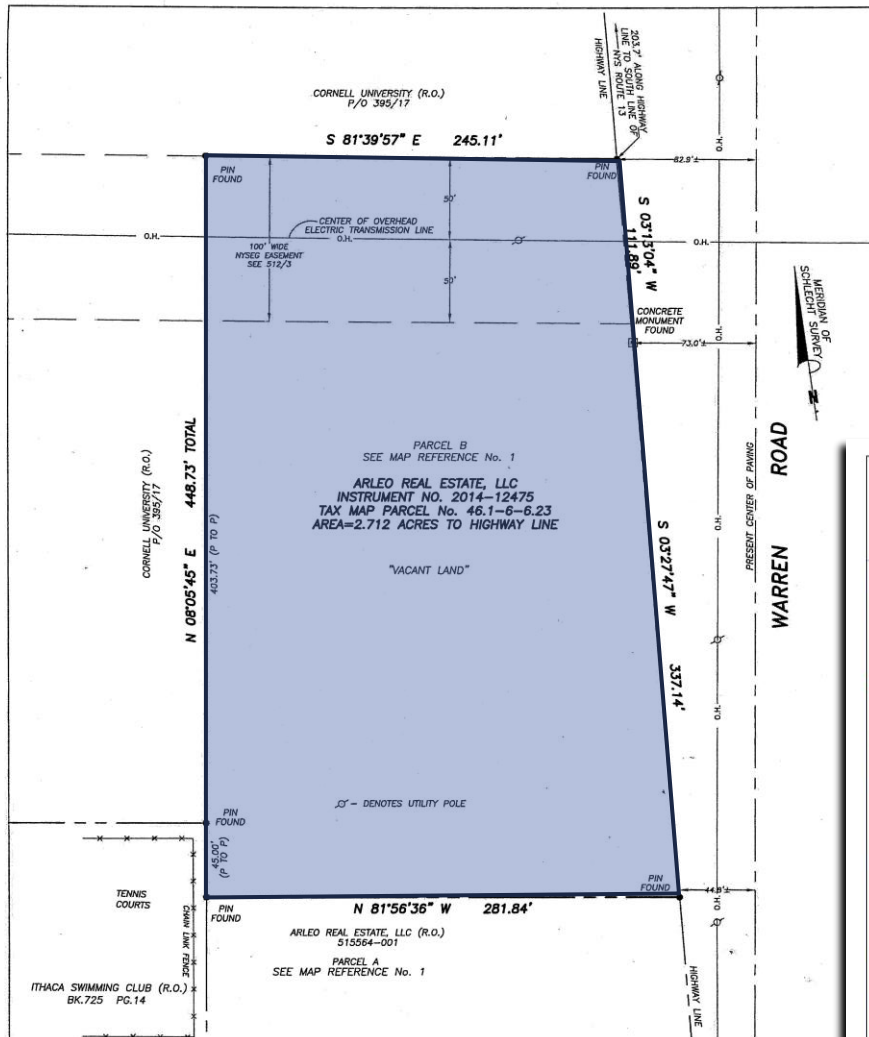 203.7' ALONG HIGHWAY
LINE TO SOUTH LINE OF
NYS ROUTE 13
HIGHWAY LINE
CORNELL UNIVERSITY (R.O.)
P/O 395/17
S 81°39'57" E 245.11'
PIN
FOUND
PIN
FOUND
62.9'±
O.H.
50'
CENTER OF OVERHEAD
ELECTRIC TRANSMISSION LINE
O.H.
O.H.
O.H.
100' WIDE
NYSEG EASEMENT
SEE 512/3
50'
S 03°13'04" W
111.89'
CONCRETE
MONUMENT
FOUND
73.0'±
O.H.
MERIDIAN OF
SCHLECHT SURVEY
N
PARCEL B
SEE MAP REFERENCE No. 1
ARLEO REAL ESTATE, LLC
INSTRUMENT NO. 2014-12475
TAX MAP PARCEL No. 46.1-6-6.23
AREA=2.712 ACRES TO HIGHWAY LINE
"VACANT LAND"
CORNELL UNIVERSITY (R.O.)
P/O 395/17
N 08°05'45" E 448.73' TOTAL
403.73' (P TO P)
S 03°27'47" W 337.14'
O.H.
PRESENT CENTER OF PAVING
WARREN ROAD
O.H.
- DENOTES UTILITY POLE
PIN
FOUND
45.00'
(P TO P)
PIN
FOUND
44.9'±
O.H.
TENNIS
COURTS
CHAIN LINK FENCE
PIN
FOUND
N 81°56'36" W 281.84'
ARLEO REAL ESTATE, LLC (R.O.)
515564-001
PARCEL A
SEE MAP REFERENCE No. 1
ITHACA SWIMMING CLUB (R.O.)
BK.725 PG.14
HIGHWAY LINE